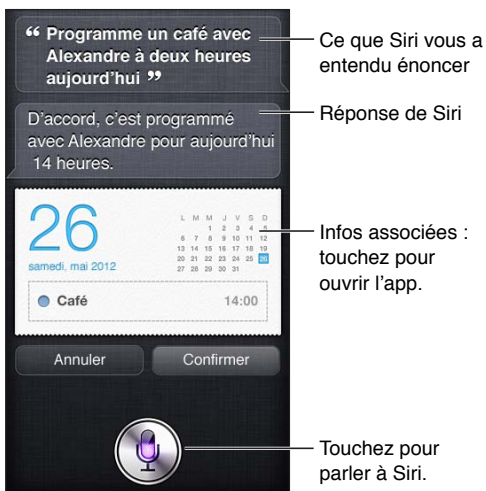 “ Programme un café avec
Alexandre à deux heures
aujourd’hui ”
Ce que Siri vous a
entendu énoncer
D’accord, c’est programmé
avec Alexandre pour aujourd’hui
14 heures.
Réponse de Siri
26
samedi, mai 2012
L M M J V S D
1 2 3 4 5
6 7 8 9 10 11 12
13 14 15 16 17 18 19
20 21 22 23 24 25 26
27 28 29 30 31
Infos associées :
touchez pour
ouvrir l’app.
Café 14:00
Annuler Confirmer
Touchez pour
parler à Siri.